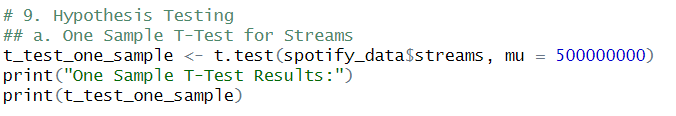 # 9. Hypothesis Testing
## a. One Sample T-Test for Streams
t_test_one_sample <- t.test(spotify_data$streams, mu = 500000000)
print("One Sample T-Test Results:")
print(t_test_one_sample)